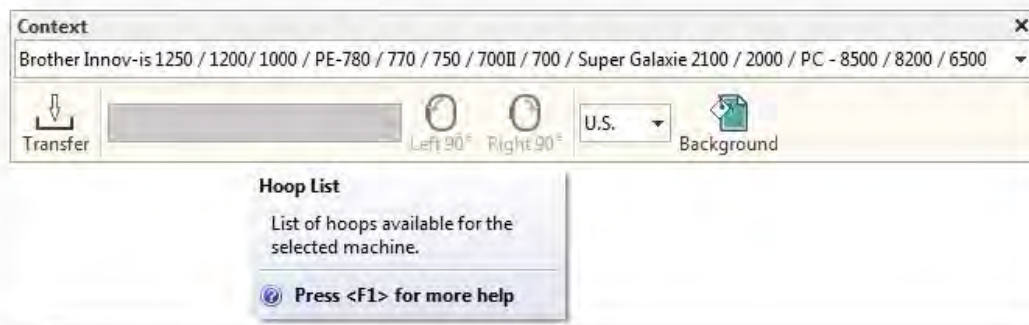 Context
Brother Innov-is 1250 / 1200/ 1000 / PE-780 / 770 / 750 / 700II / 700 / Super Galaxie 2100 / 2000 / PC - 8500 / 8200 / 6500
Transfer
Left 90°
Right 90°
U.S.
Background
Hoop List
List of hoops available for the
selected machine.
Press <F1> for more help